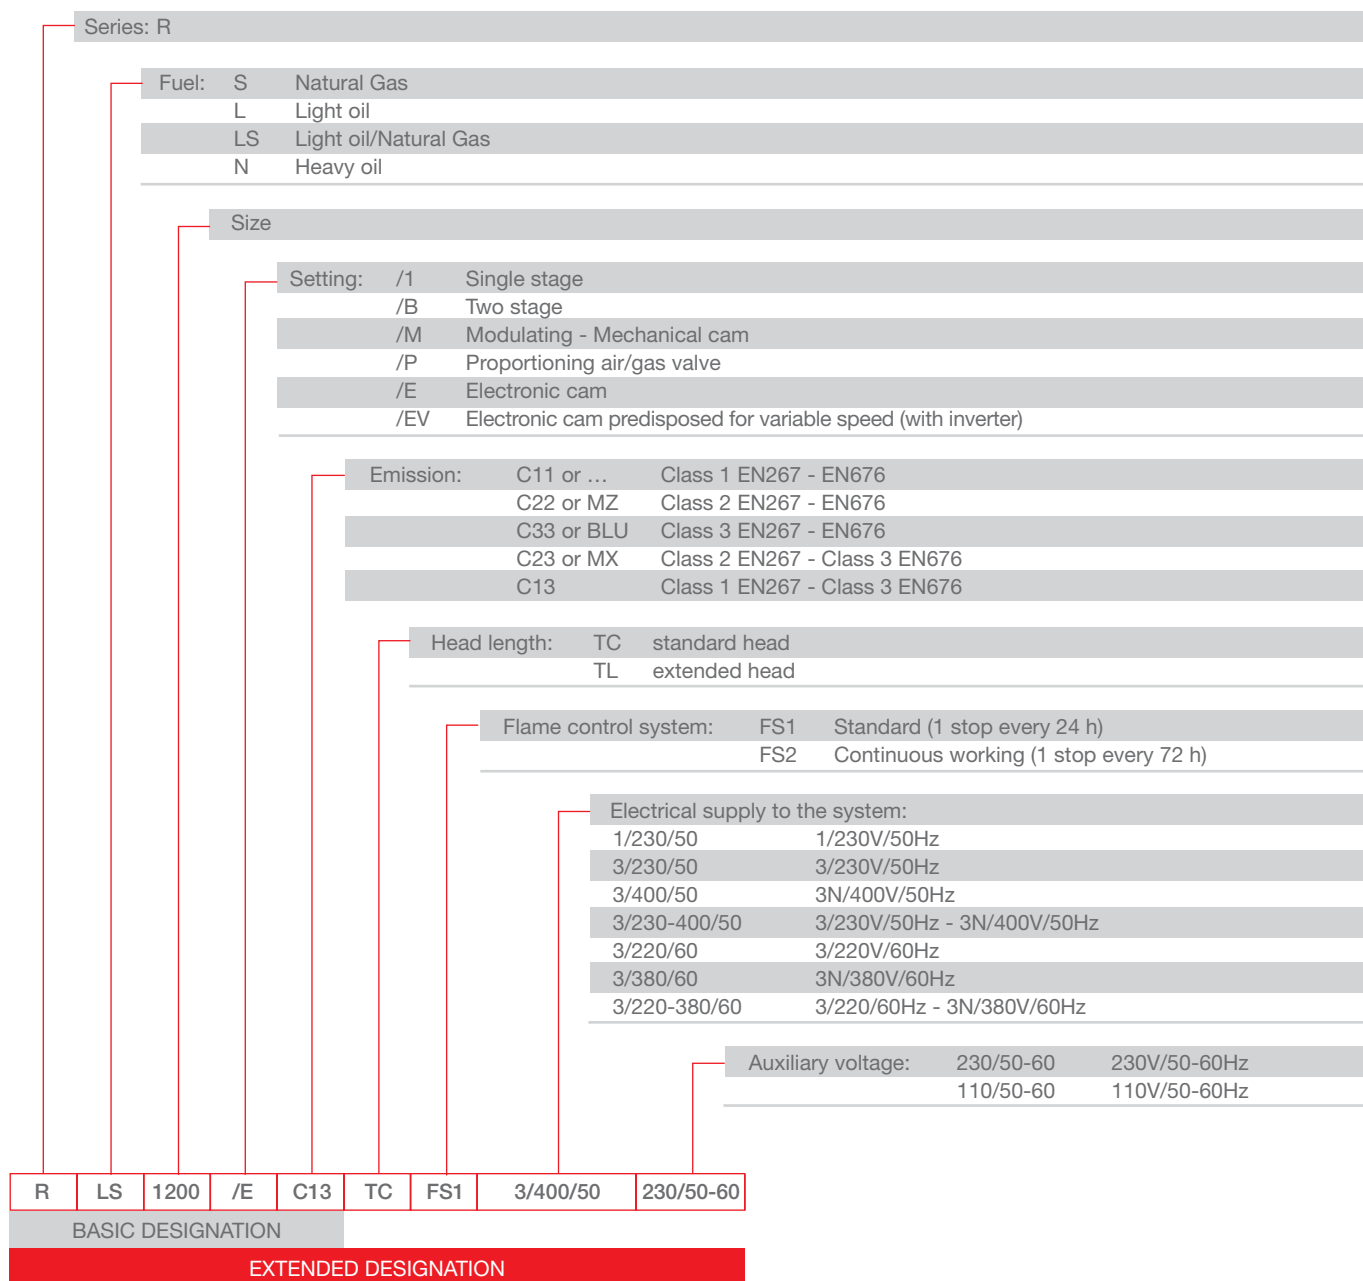 Series: R
Fuel: S Natural Gas
L Light oil
LS Light oil/Natural Gas
N Heavy oil
Size
Setting: /1 Single stage
/B Two stage
/M Modulating - Mechanical cam
/P Proportioning air/gas valve
/E Electronic cam
/EV Electronic cam predisposed for variable speed (with inverter)
Emission: C11 or … Class 1 EN267 - EN676
C22 or MZ Class 2 EN267 - EN676
C33 or BLU Class 3 EN267 - EN676
C23 or MX Class 2 EN267 - Class 3 EN676
C13 Class 1 EN267 - Class 3 EN676
Head length: TC standard head
TL extended head
Flame control system: FS1 Standard (1 stop every 24 h)
FS2 Continuous working (1 stop every 72 h)
Electrical supply to the system:
1/230/50 1/230V/50Hz
3/230/50 3/230V/50Hz
3/400/50 3N/400V/50Hz
3/230-400/50 3/230V/50Hz - 3N/400V/50Hz
3/220/60 3/220V/60Hz
3/380/60 3N/380V/60Hz
3/220-380/60 3/220/60Hz - 3N/380V/60Hz
Auxiliary voltage: 230/50-60 230V/50-60Hz
110/50-60 110V/50-60Hz
R LS 1200 /E C13 TC FS1 3/400/50 230/50-60
BASIC DESIGNATION
EXTENDED DESIGNATION